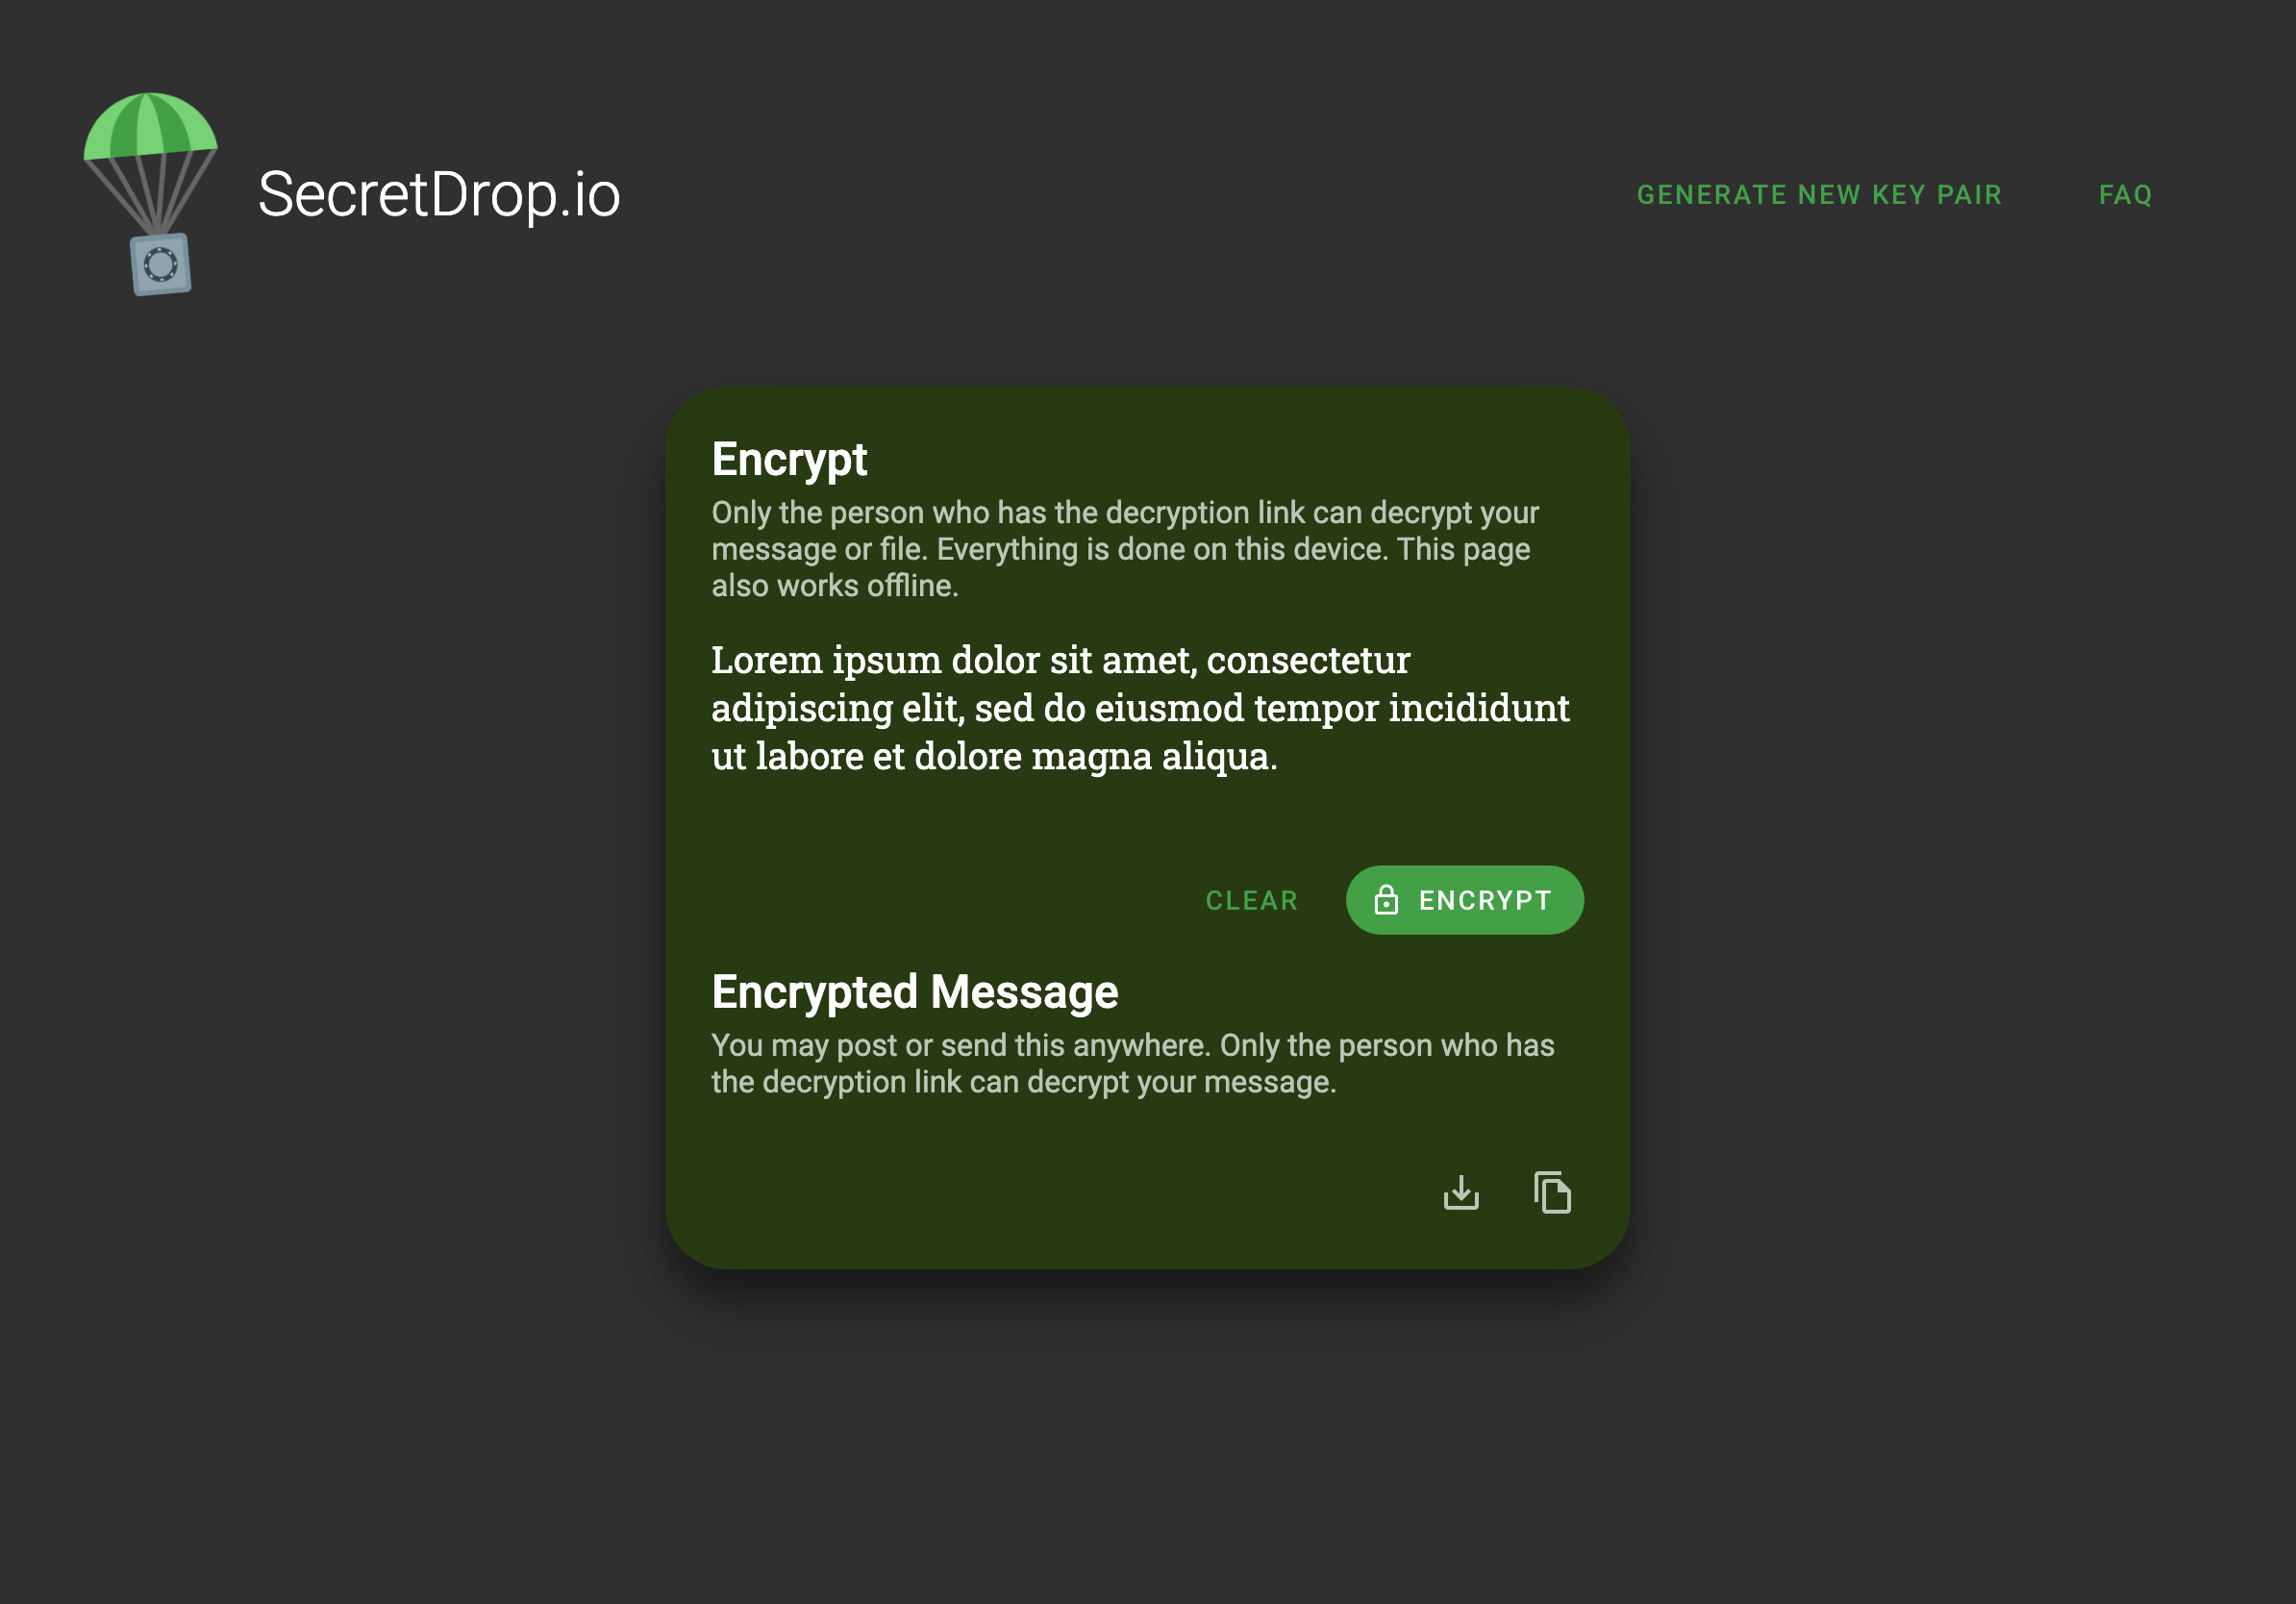 SecretDrop.io
GENERATE NEW KEY PAIR
FAQ
Encrypt
Only the person who has the decryption link can decrypt your
message or file. Everything is done on this device. This page
also works offline.
Lorem ipsum dolor sit amet, consectetur
adipiscing elit, sed do eiusmod tempor incididunt
ut labore et dolore magna aliqua.
CLEAR
ENCRYPT
Encrypted Message
You may post or send this anywhere. Only the person who has
the decryption link can decrypt your message.